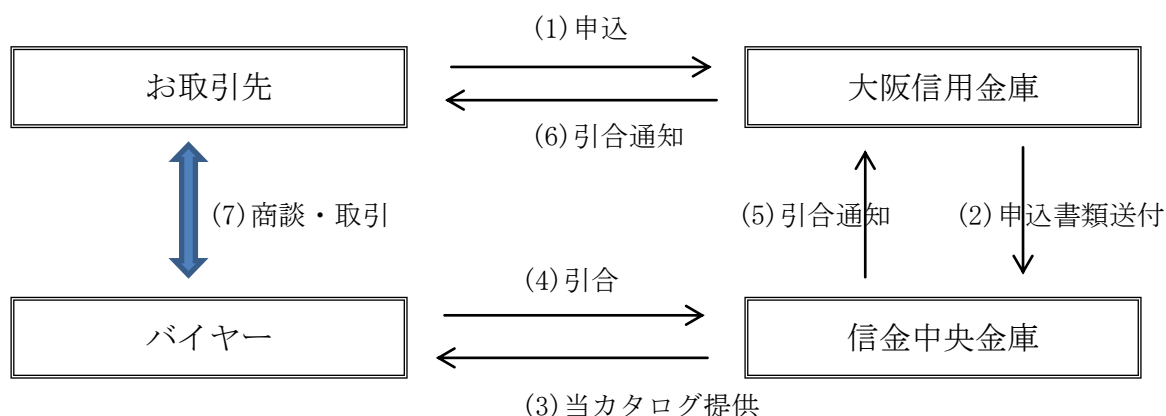 (1)申込
お取引先
大阪信用金庫
(6)引合通知
(7)商談・取引
(5)引合通知
(2)申込書類送付
(4)引合
バイヤー
信金中央金庫
(3)当カタログ提供